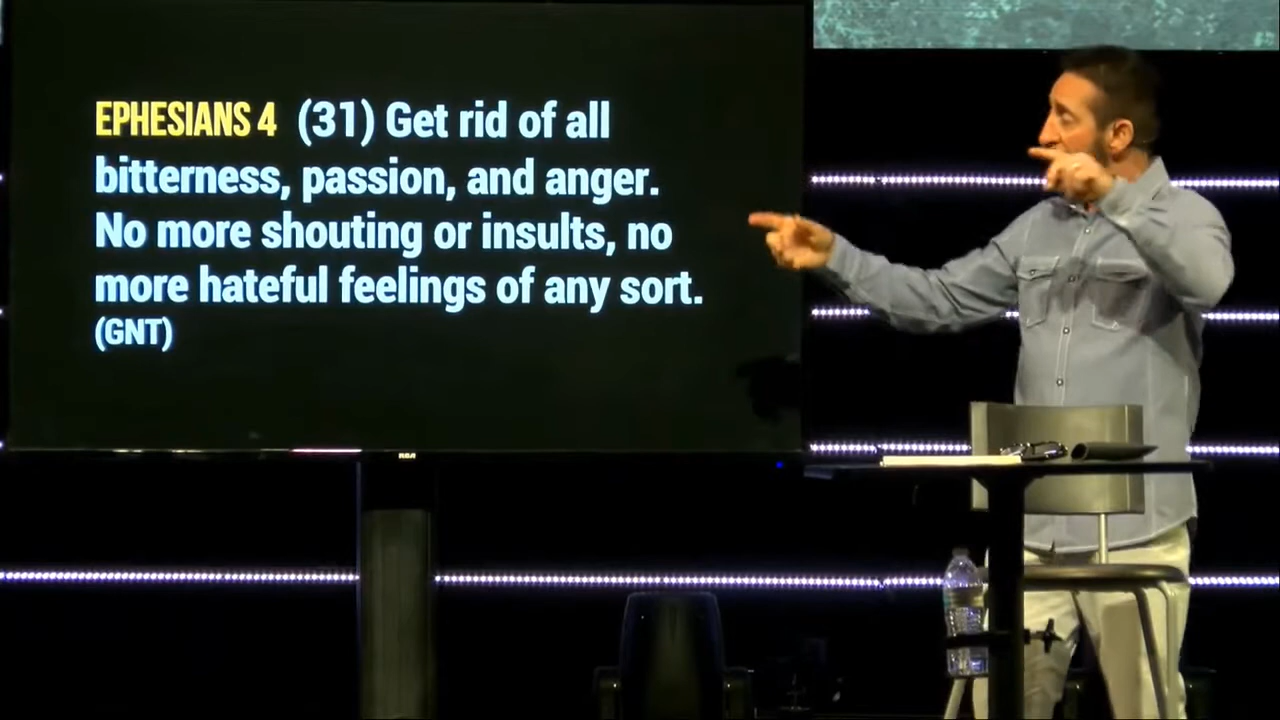 EPHESIANS 4 (31) Get rid of all
bitterness, passion, and anger.
No more shouting or insults, no
more hateful feelings of any sort.
(GNT)
RCA